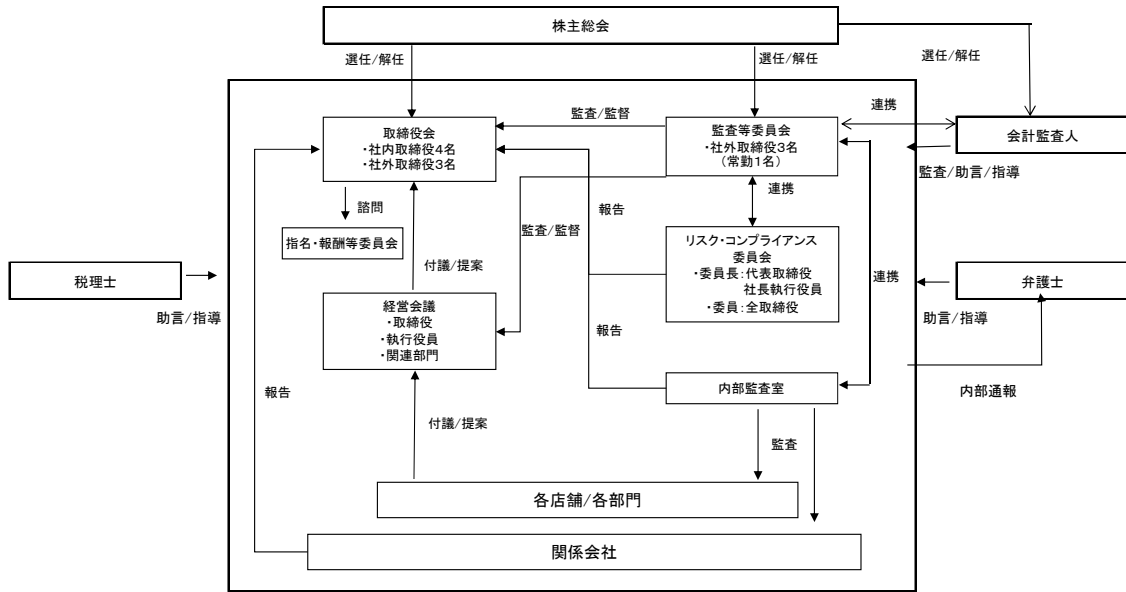 株主総会
選任/解任
選任/解任
選任/解任
取締役会
・社内取締役4名
・社外取締役3名
監査/監督
監査等委員会
・社外取締役3名
(常勤1名)
連携
会計監査人
監査/助言/指導
諮問
指名・報酬等委員会
報告
監査/監督
連携
リスク・コンプライアンス
委員会
・委員長:代表取締役
社長執行役員
・委員:全取締役
連携
税理士
助言/指導
弁護士
助言/指導
内部通報
付議/提案
経営会議
・取締役
・執行役員
・関連部門
報告
報告
内部監査室
付議/提案
監査
各店舗/各部門
関係会社